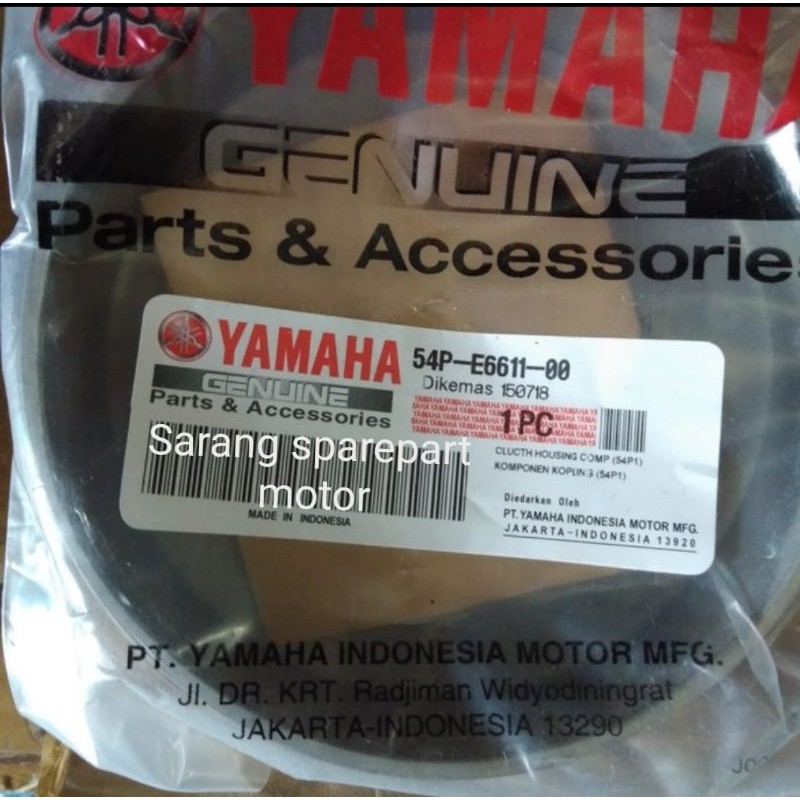 YAMAHA
GENUINE
Parts & Accessories
YAMAHA 54P-E6611-00
GENUINE Dikemas 150718
Parts & Accessories 1PC
CLUCTH HOUSING COMP (54P1)
KOMPONEN KOPLING (54P1)
Sarang sparepart
motor
Diedarkan Oleh
PT. YAMAHA INDONESIA MOTOR MFG.
JAKARTA-INDONESIA 13920
MADE IN INDONESIA
PT. YAMAHA INDONESIA MOTOR MFG.
Jl. DR. KRT. Radjiman Widyodiningrat
JAKARTA-INDONESIA 13290